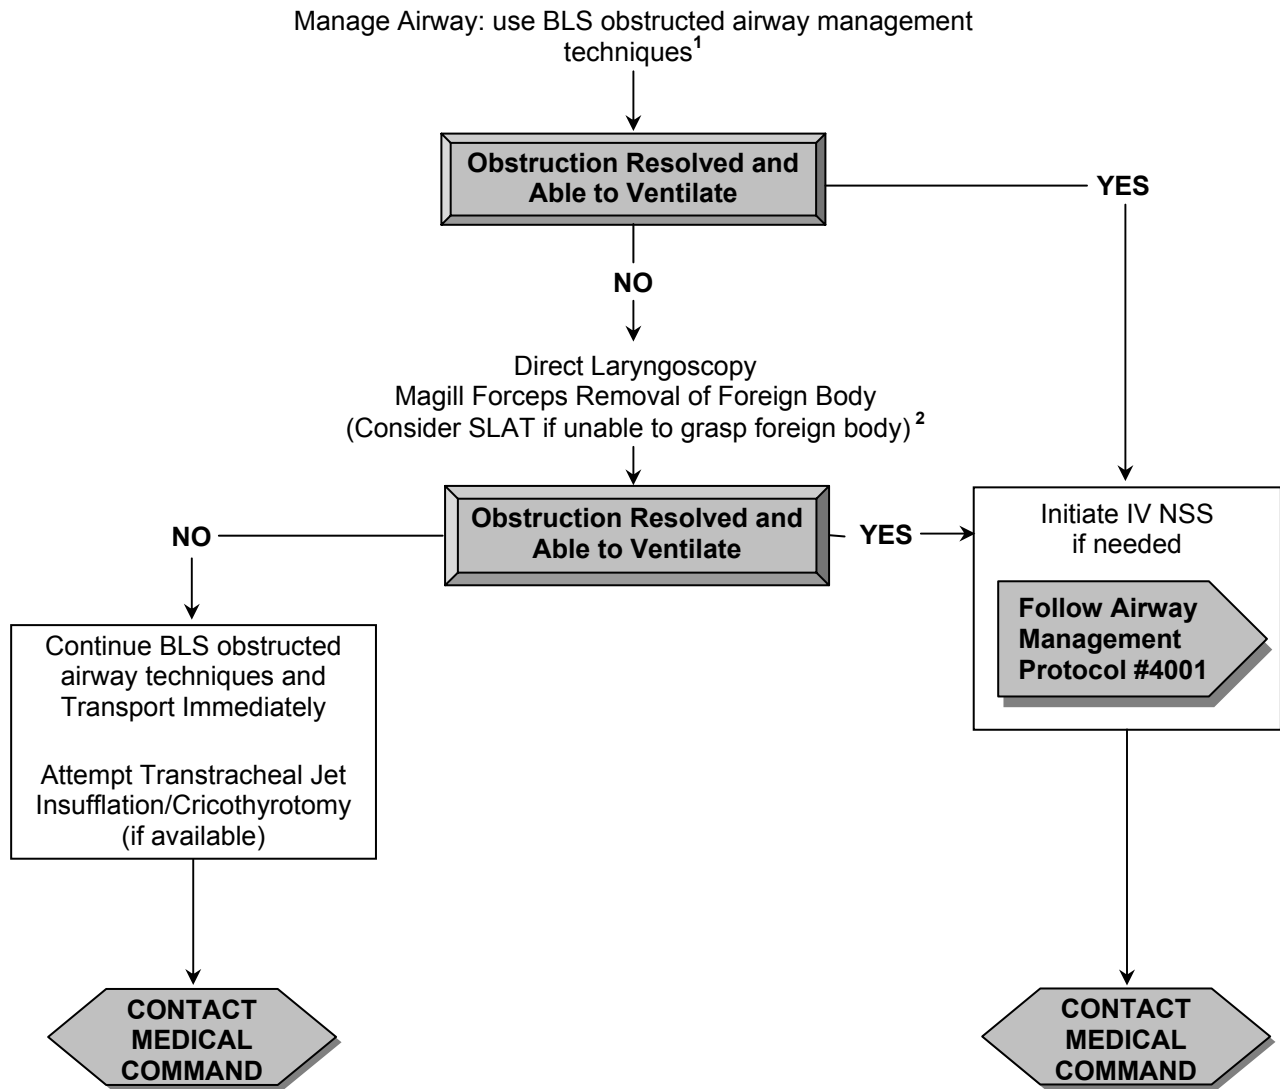 Manage Airway: use BLS obstructed airway management
techniques1
Obstruction Resolved and
Able to Ventilate
YES
NO
Direct Laryngoscopy
Magill Forceps Removal of Foreign Body
(Consider SLAT if unable to grasp foreign body) 2
Obstruction Resolved and
Able to Ventilate
NO
YES
Initiate IV NSS
if needed
Follow Airway
Management
Protocol #4001
Continue BLS obstructed
airway techniques and
Transport Immediately
Attempt Transtracheal Jet
Insufflation/Cricothyrotomy
(if available)
CONTACT
MEDICAL
COMMAND
CONTACT
MEDICAL
COMMAND